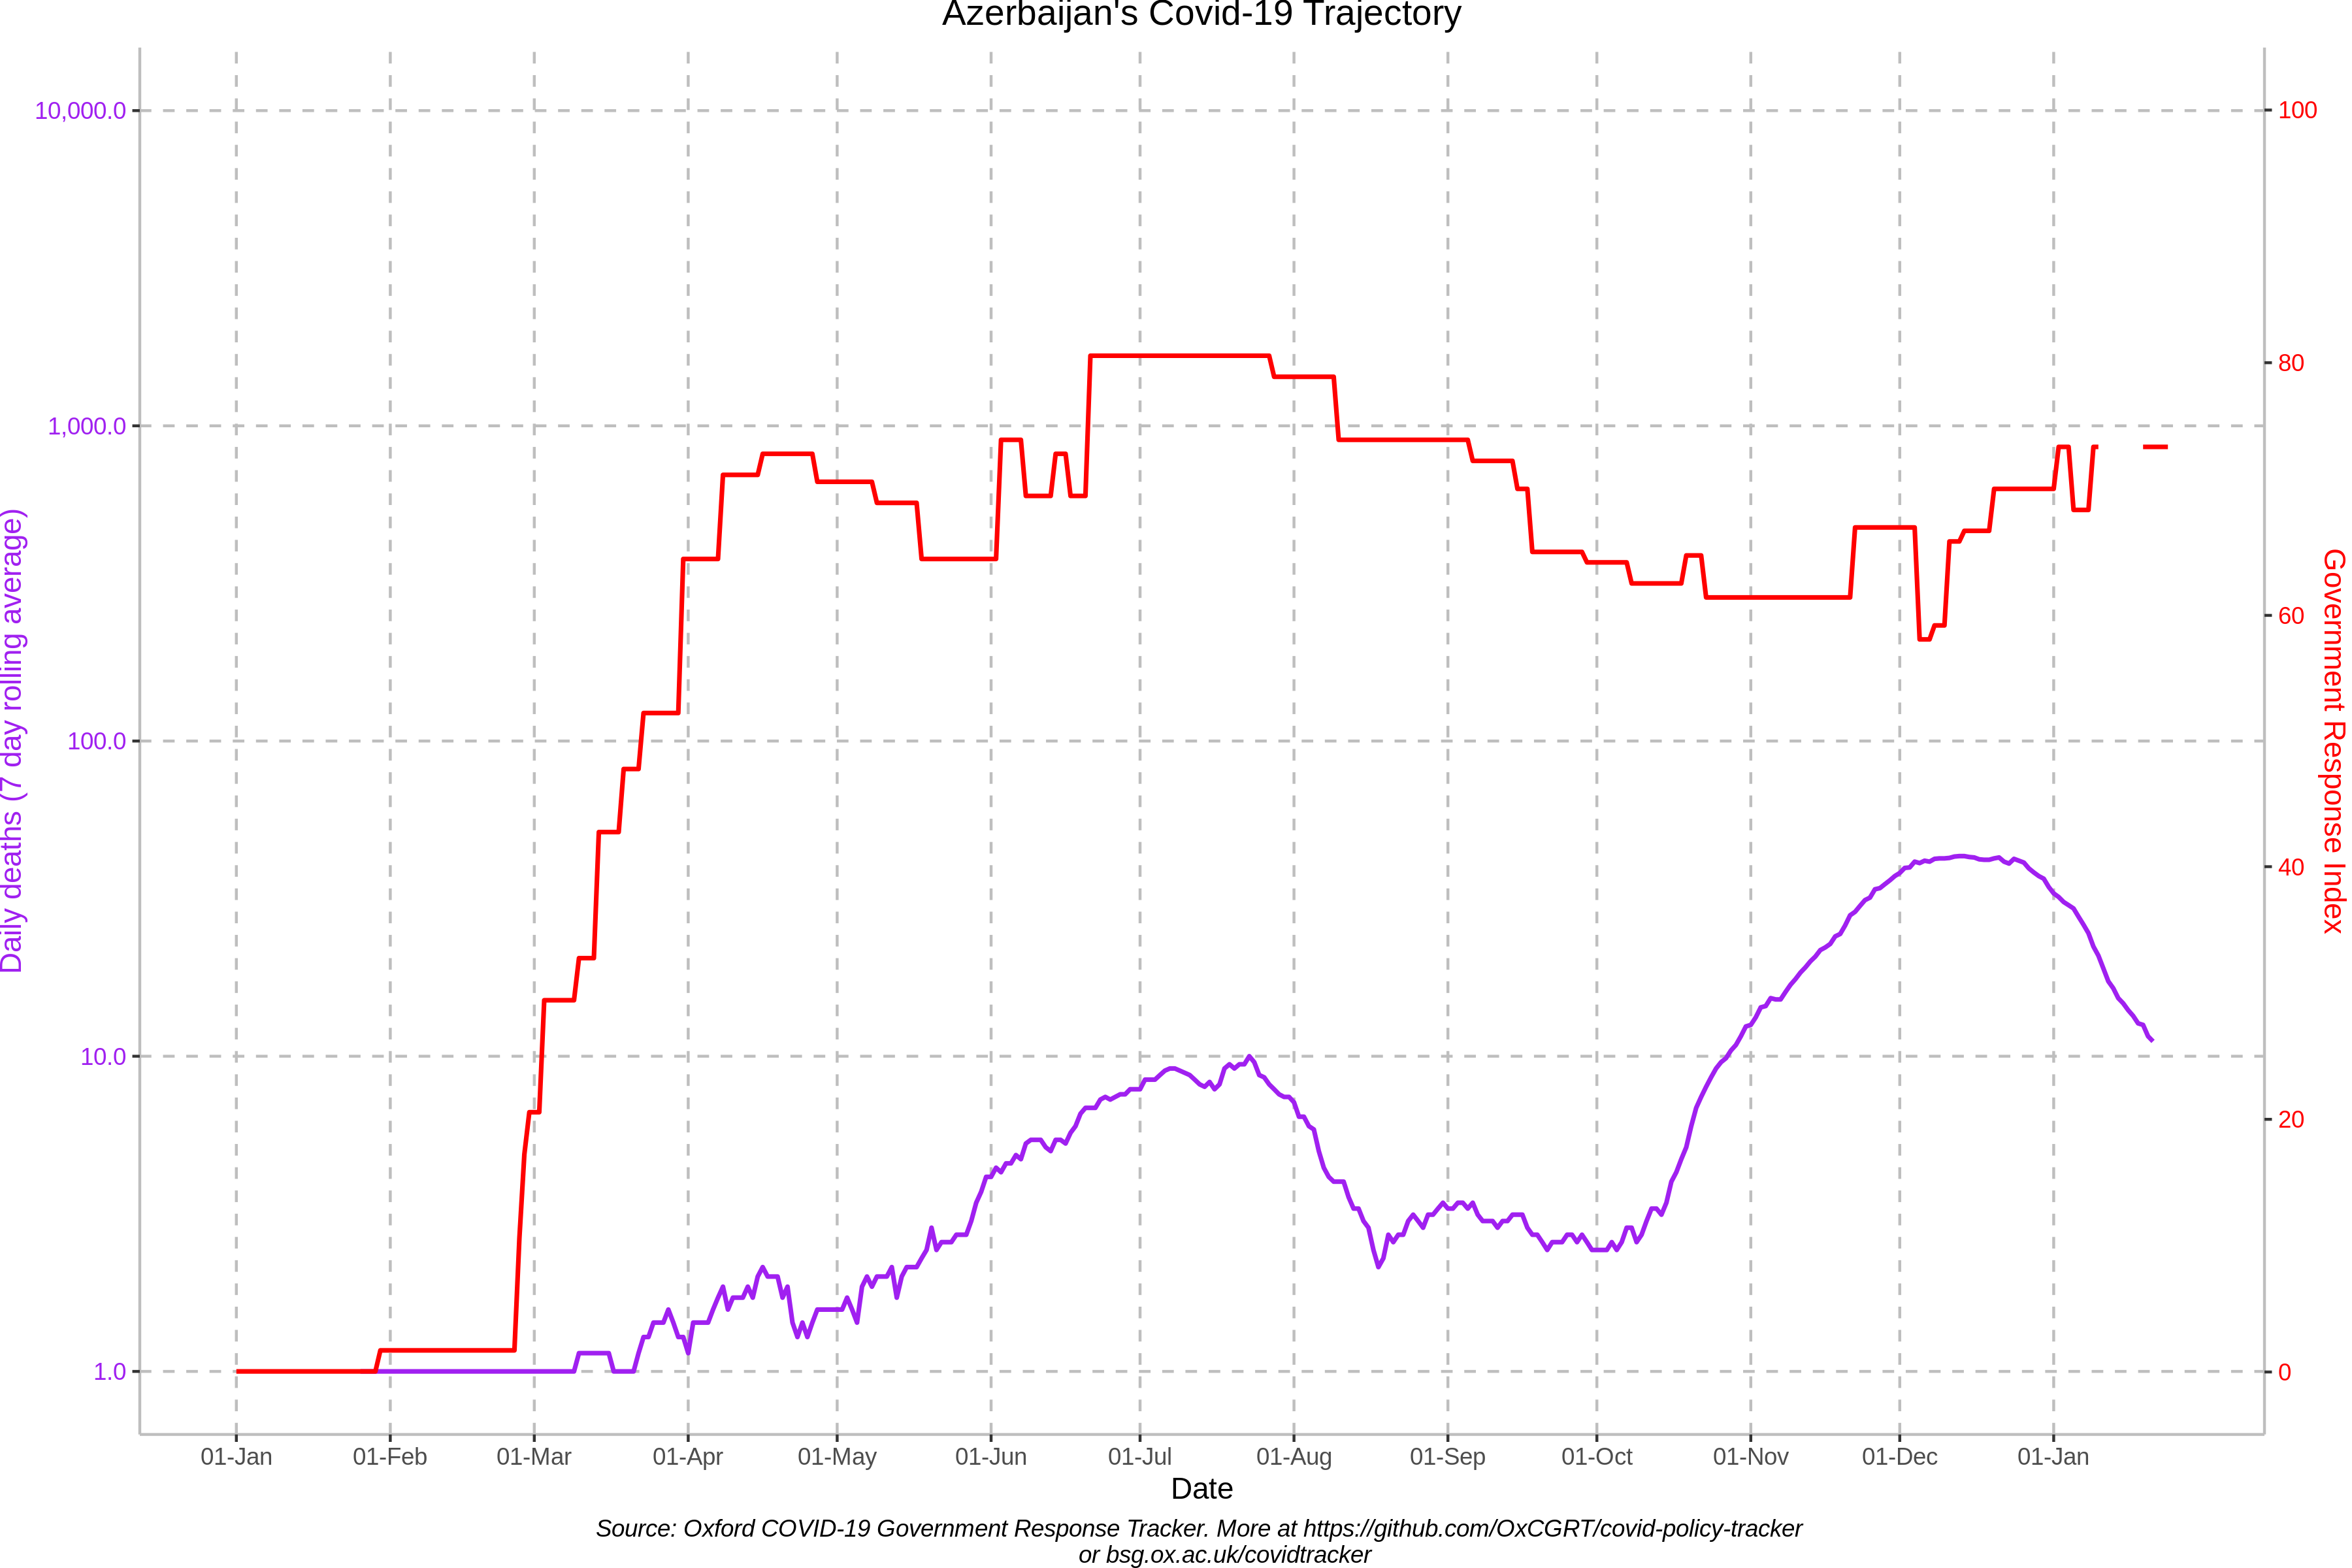 Azerbaijan's Covid-19 Trajectory
10,000.0
1,000.0
100.0
10.0
1.0
Daily deaths (7 day rolling average)
100
80
60
40
20
0
Government Response Index
01-Jan
01-Feb
01-Mar
01-Apr
01-May
01-Jun
01-Jul
01-Aug
01-Sep
01-Oct
01-Nov
01-Dec
01-Jan
Date
Source: Oxford COVID-19 Government Response Tracker. More at https://github.com/OxCGRT/covid-policy-tracker
or bsg.ox.ac.uk/covidtracker